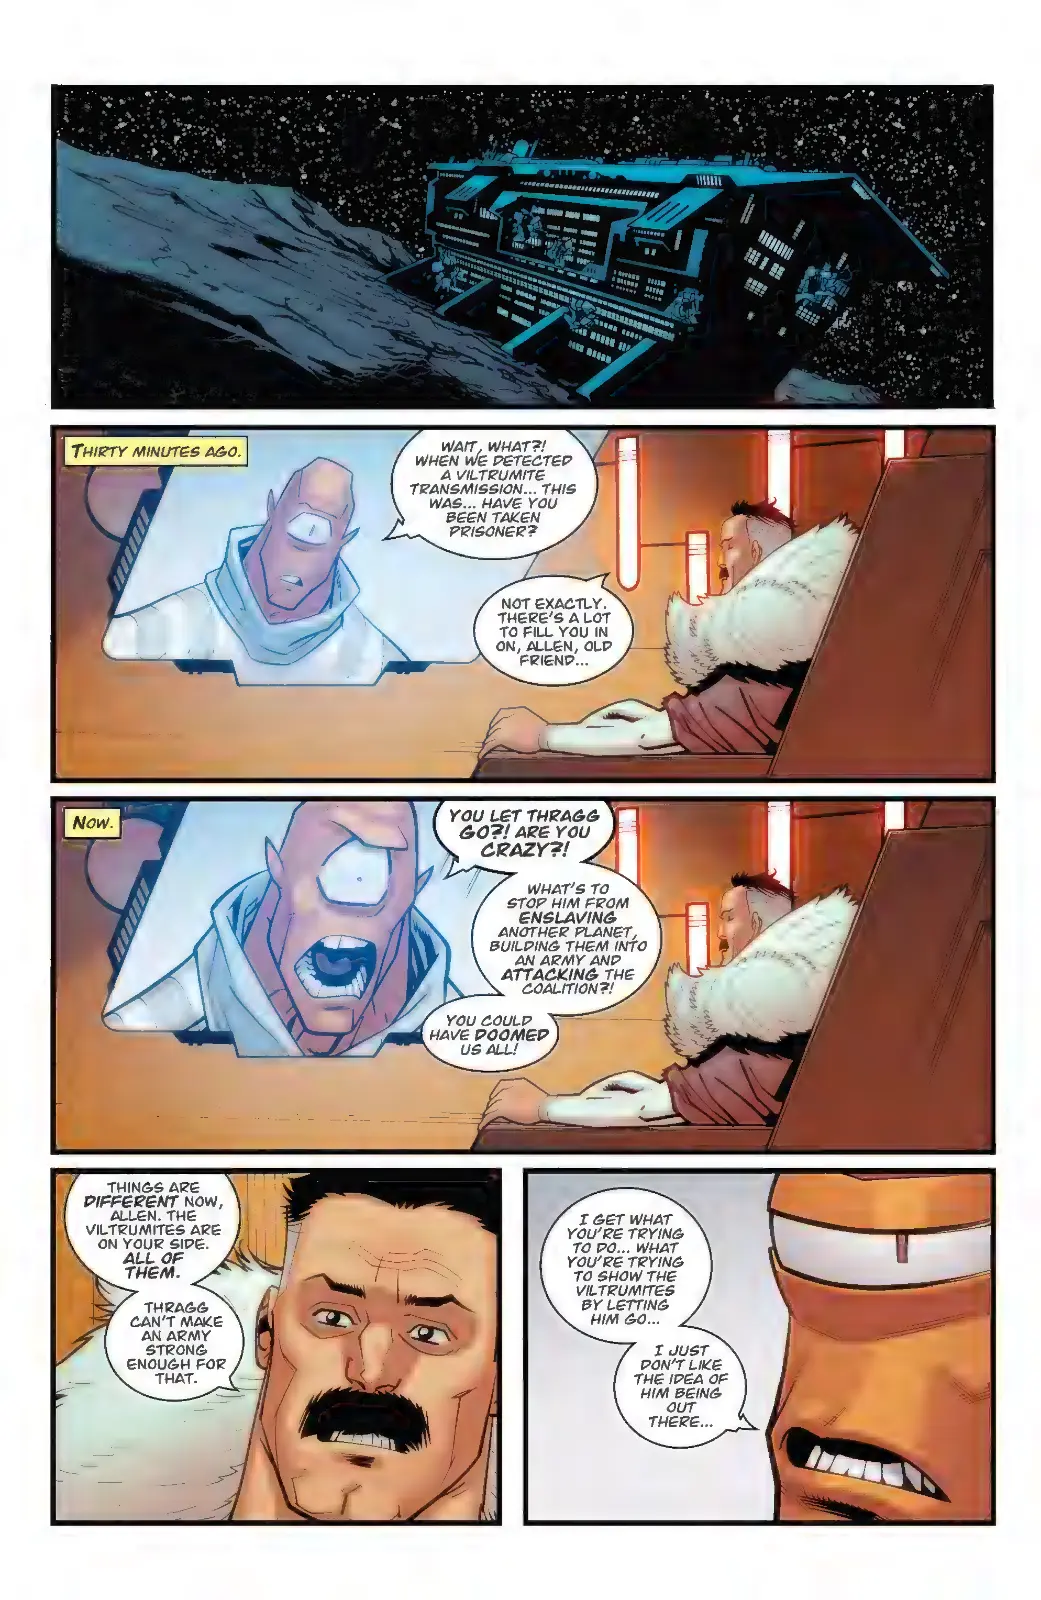 THIRTY MINUTES AGO.
WAIT, WHAT?!
WHEN WE DETECTED
A VILTRUMITE
TRANSMISSION... THIS
WAS... HAVE YOU
BEEN TAKEN
PRISONER?
NOT EXACTLY.
THERE'S A LOT
TO FILL YOU IN
ON, ALLEN, OLD
FRIEND...
NOW.
YOU LET THRAGG
GO?! ARE YOU
CRAZY?!
WHAT'S TO
STOP HIM FROM
ENSLAVING
ANOTHER PLANET,
BUILDING THEM INTO
AN ARMY AND
ATTACKING THE
COALITION?!
YOU COULD
HAVE DOOMED
US ALL!
THINGS ARE
DIFFERENT NOW,
ALLEN. THE
VILTRUMITES ARE
ON YOUR SIDE.
ALL OF
THEM.
THRAGG
CAN'T MAKE
AN ARMY
STRONG
ENOUGH FOR
THAT.
I GET WHAT
YOU'RE TRYING
TO DO... WHAT
YOU'RE TRYING
TO SHOW THE
VILTRUMITES
BY LETTING
HIM GO...
I JUST
DON'T LIKE
THE IDEA OF
HIM BEING
OUT
THERE...